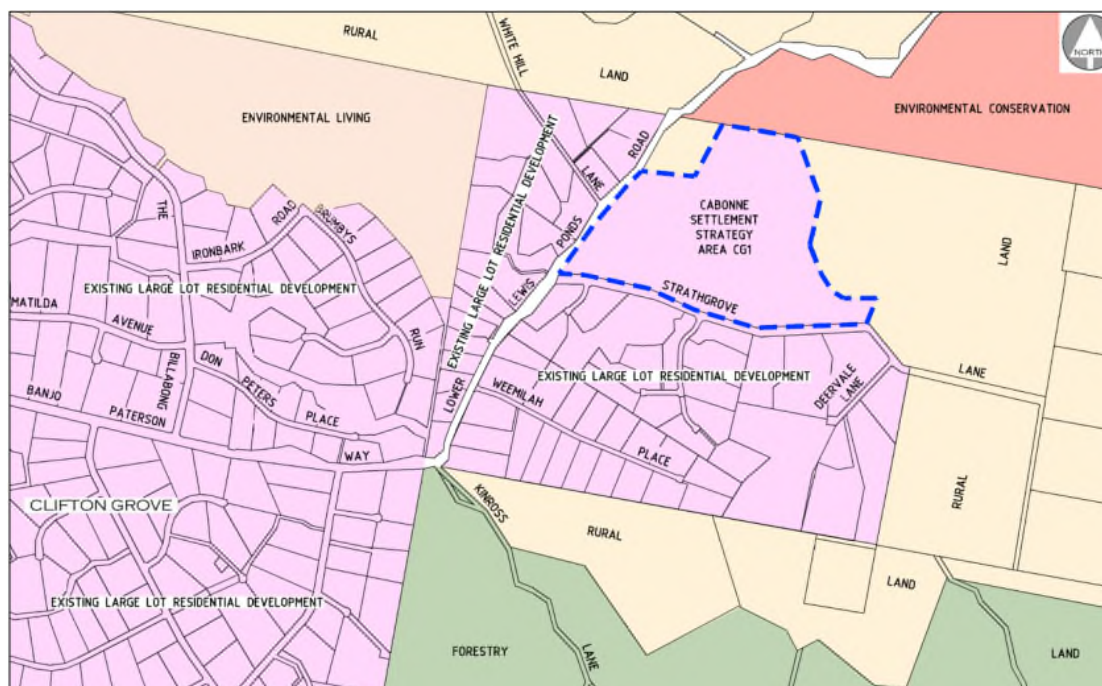 RURAL
LAND
WHITE HILL
LANE
NORTH
ENVIRONMENTAL CONSERVATION
ENVIRONMENTAL LIVING
EXISTING LARGE LOT RESIDENTIAL DEVELOPMENT
ROAD
PONDS
LEWIS
LOWER
CABONNE
SETTLEMENT
STRATEGY
AREA CG1
THE
IRONBARK
ROAD
BRUMBYS
RUN
EXISTING LARGE LOT RESIDENTIAL DEVELOPMENT
LAND
STRATHGROVE
LANE
MATILDA
AVENUE
BILLABONG
DON
PETERS
PLACE
BANJO
PATERSON
WAY
EXISTING LARGE LOT RESIDENTIAL DEVELOPMENT
WEEMILAH
PLACE
DEERVALE
LANE
RURAL
CLIFTON GROVE
KINROSS
LANE
RURAL
LAND
EXISTING LARGE LOT RESIDENTIAL DEVELOPMENT
FORESTRY
LAND